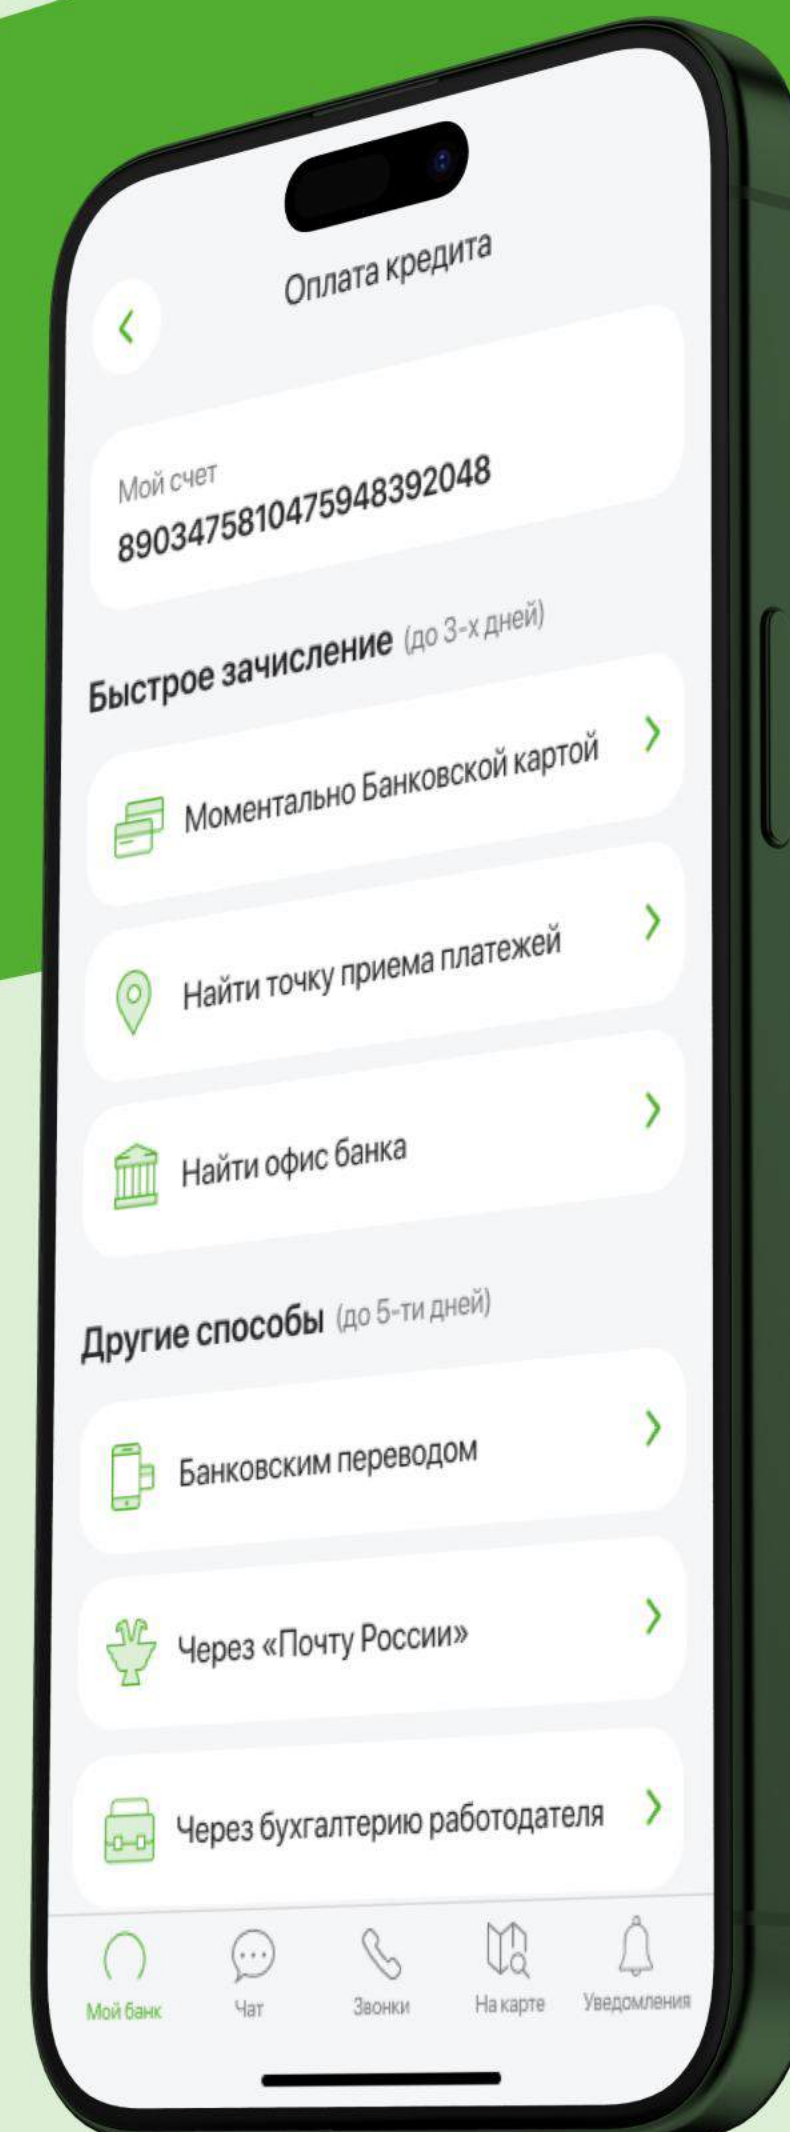 Оплата кредита
Мой счет
8903475810475948392048
Быстрое зачисление (до 3-х дней)
Моментально Банковской картой
Найти точку приема платежей
Найти офис банка
Другие способы (до 5-ти дней)
Банковским переводом
Через «Почту России»
Через бухгалтерию работодателя
Мой банк Чат Звонки На карте Уведомления